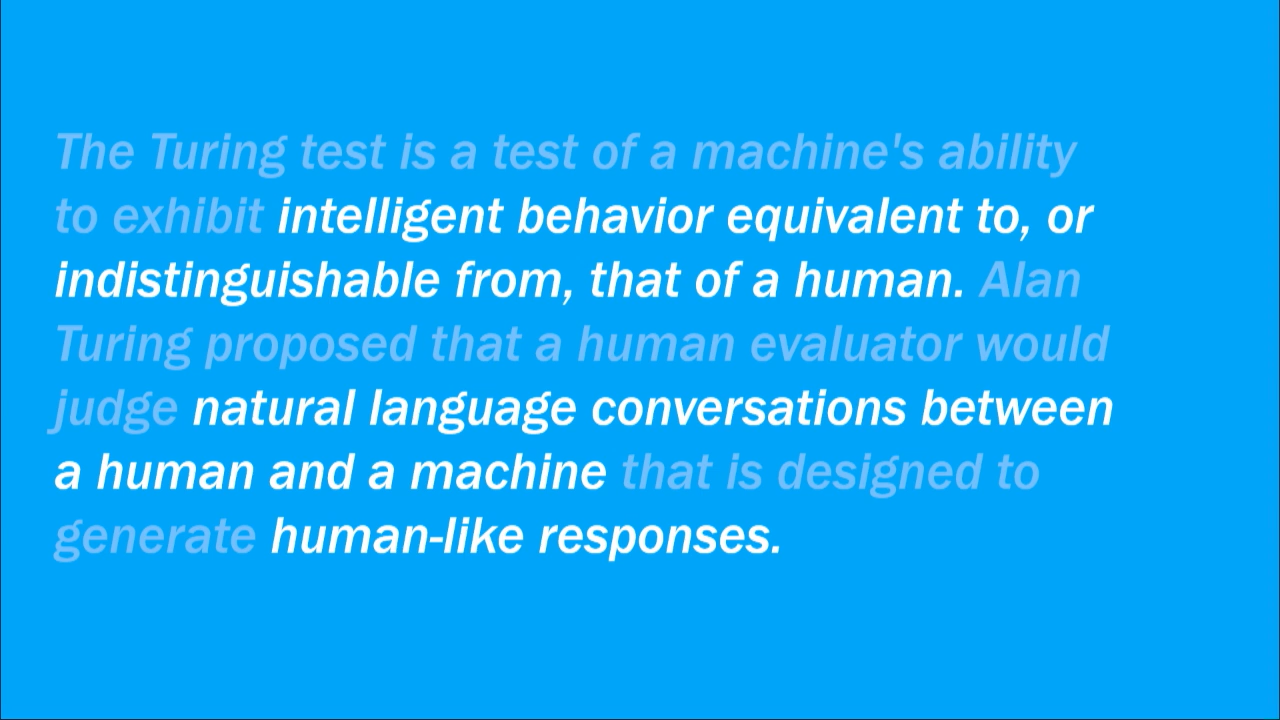 The Turing test is a test of a machine's ability
to exhibit intelligent behavior equivalent to, or
indistinguishable from, that of a human. Alan
Turing proposed that a human evaluator would
judge natural language conversations between
a human and a machine that is designed to
generate human-like responses.